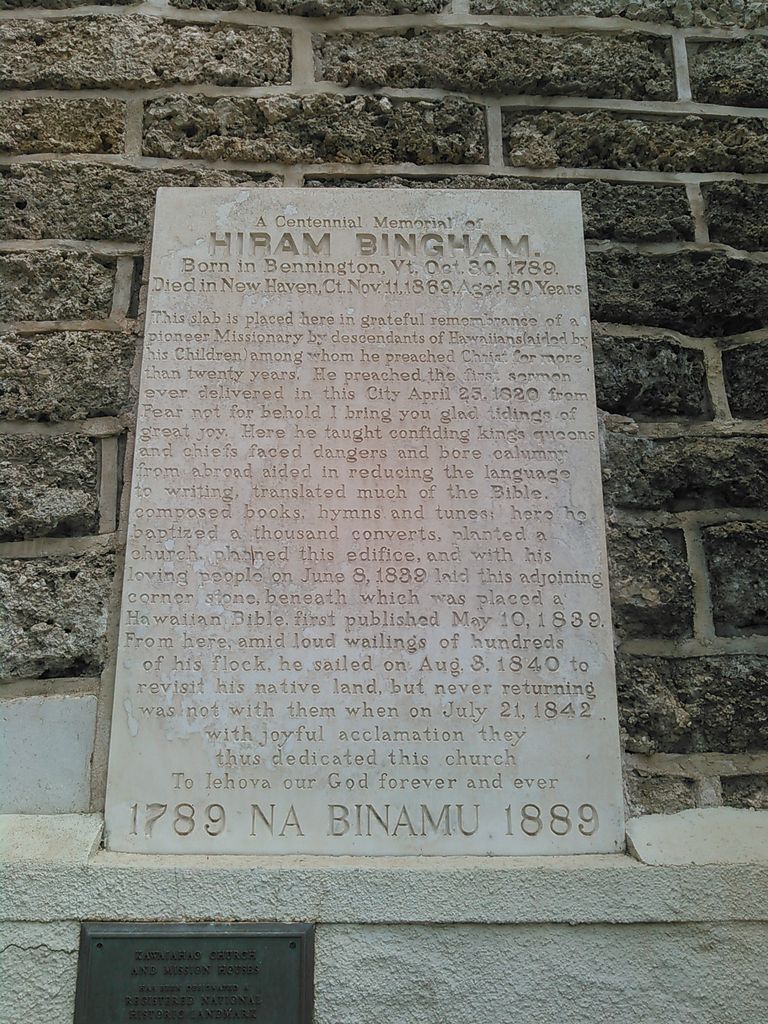 A Centennial Memorial of
HIRAM BINGHAM.
Born in Bennington, Vt, Oct. 30, 1789.
Died in New Haven, Ct. Nov. 11, 1869, Aged 80 Years
This slab is placed here in grateful remembrance of a
pioneer Missionary by descendants of Hawaiians(aided by
his Children) among whom he preached Christ for more
than twenty years. He preached the first sermon
ever delivered in this City April 25, 1820 from
Fear not for behold I bring you glad tidings of
great joy. Here he taught confiding kings queens
and chiefs faced dangers and bore calumny
from abroad aided in reducing the language
to writing, translated much of the Bible.
composed books, hymns and tunes; here he
baptized a thousand converts, planted a
church, planned this edifice, and with his
loving people on June 8, 1839 laid this adjoining
corner stone, beneath which was placed a
Hawaiian Bible, first published May 10, 1839.
From here, amid loud wailings of hundreds
of his flock, he sailed on Aug. 3, 1840 to
revisit his native land, but never returning
was not with them when on July 21, 1842
with joyful acclamation they
thus dedicated this church
To Iehova our God forever and ever
1789 NA BINAMU 1889
KAWAIAHAO CHURCH
AND MISSION HOUSES
HAS BEEN DESIGNATED A
REGISTERED NATIONAL
HISTORIC LANDMARK